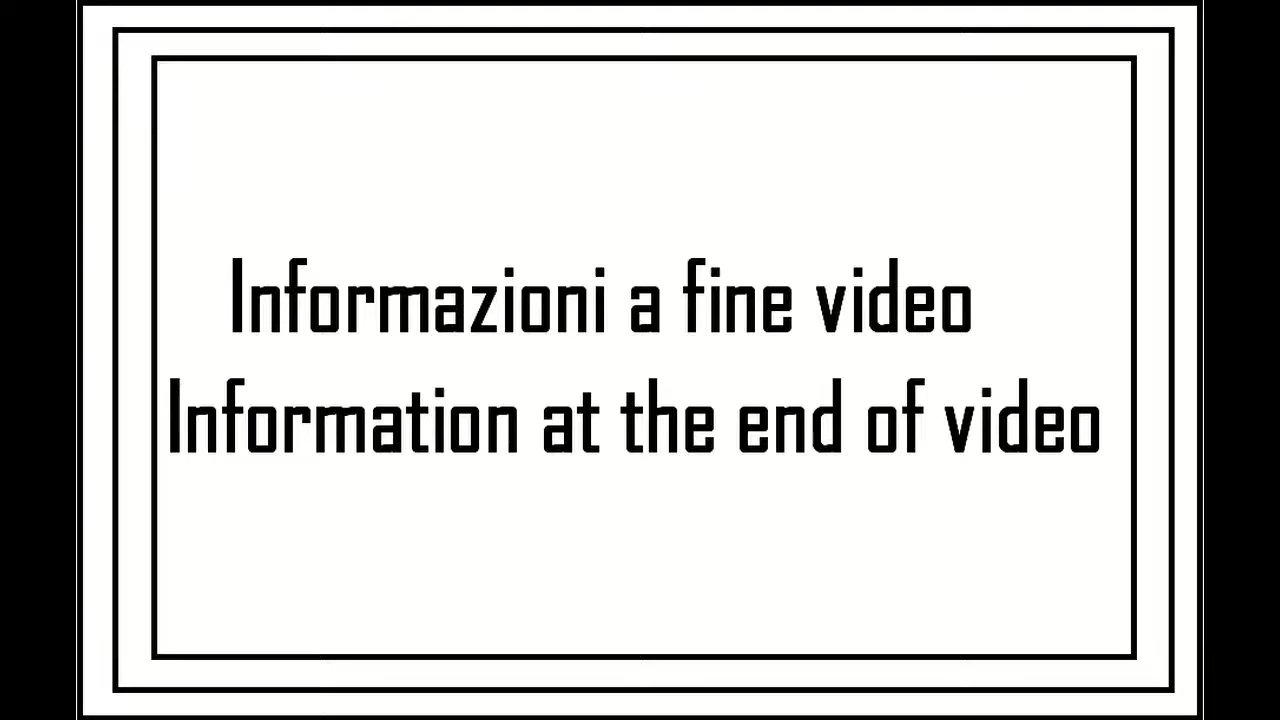 Informazioni a fine video
Information at the end of video